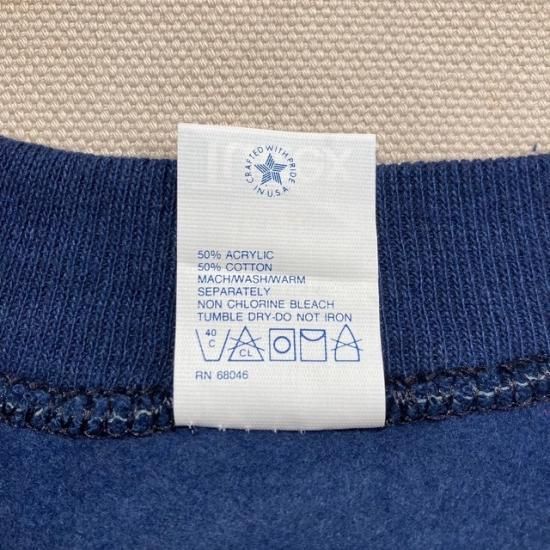 CRAFTED WITH PRIDE
IN U.S.A.
50% ACRYLIC
50% COTTON
MACH/WASH/WARM
SEPARATELY
NON CHLORINE BLEACH
TUMBLE DRY-DO NOT IRON
40
C
CL
RN 68046